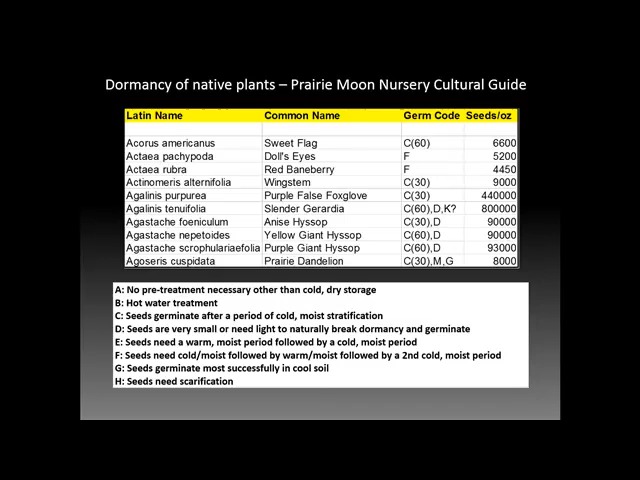 Dormancy of native plants – Prairie Moon Nursery Cultural Guide
Latin Name Common Name Germ Code Seeds/oz
Acorus americanus Sweet Flag C(60) 6600
Actaea pachypoda Doll's Eyes F 5200
Actaea rubra Red Baneberry F 4450
Actinomeris alternifolia Wingstem C(30) 9000
Agalinis purpurea Purple False Foxglove C(30) 440000
Agalinis tenuifolia Slender Gerardia C(60),D,K? 800000
Agastache foeniculum Anise Hyssop C(30),D 90000
Agastache nepetoides Yellow Giant Hyssop C(60),D 90000
Agastache scrophulariaefolia Purple Giant Hyssop C(60),D 93000
Agoseris cuspidata Prairie Dandelion C(30),M,G 8000
A: No pre-treatment necessary other than cold, dry storage
B: Hot water treatment
C: Seeds germinate after a period of cold, moist stratification
D: Seeds are very small or need light to naturally break dormancy and germinate
E: Seeds need a warm, moist period followed by a cold, moist period
F: Seeds need cold/moist followed by warm/moist followed by a 2nd cold, moist period
G: Seeds germinate most successfully in cool soil
H: Seeds need scarification